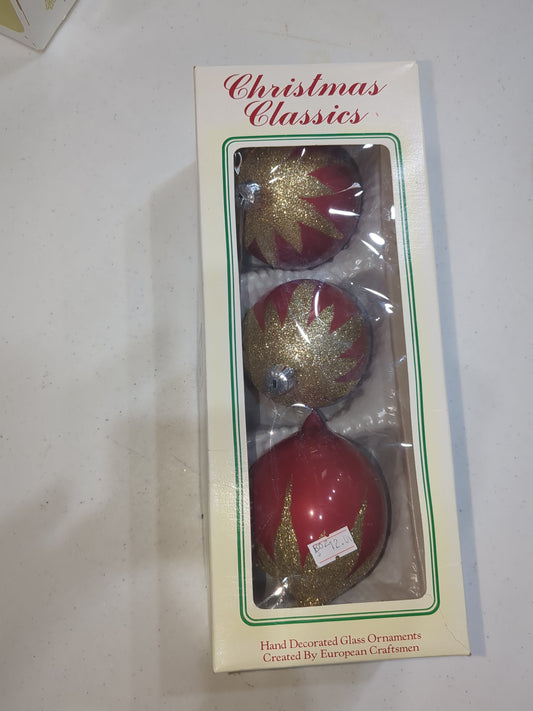 Christmas
Classics
Hand Decorated Glass Ornaments
Created By European Craftsmen